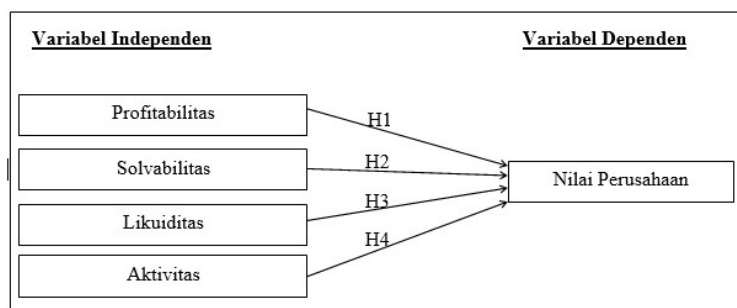 Variabel Independen
Variabel Dependen
Profitabilitas
H1
Solvabilitas
H2
Nilai Perusahaan
Likuiditas
H3
H4
Aktivitas